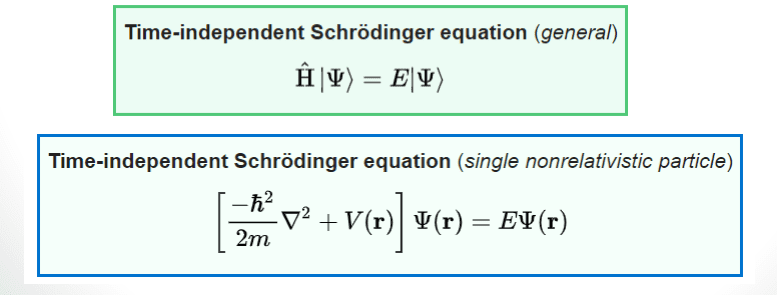 Time-independent Schrödinger equation (general)
Ĥ|Ψ⟩ = E|Ψ⟩
Time-independent Schrödinger equation (single nonrelativistic particle)
[−ħ²/2m ∇² + V(r)] Ψ(r) = EΨ(r)